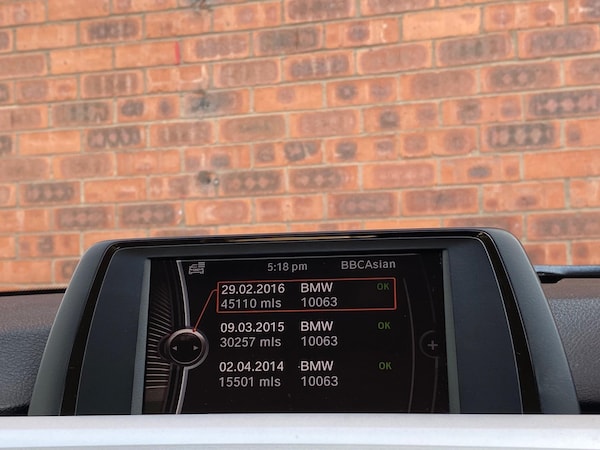 5:18 pm BBCAsian
29.02.2016 BMW OK
45110 mls 10063
09.03.2015 BMW OK
30257 mls 10063
02.04.2014 BMW OK
15501 mls 10063